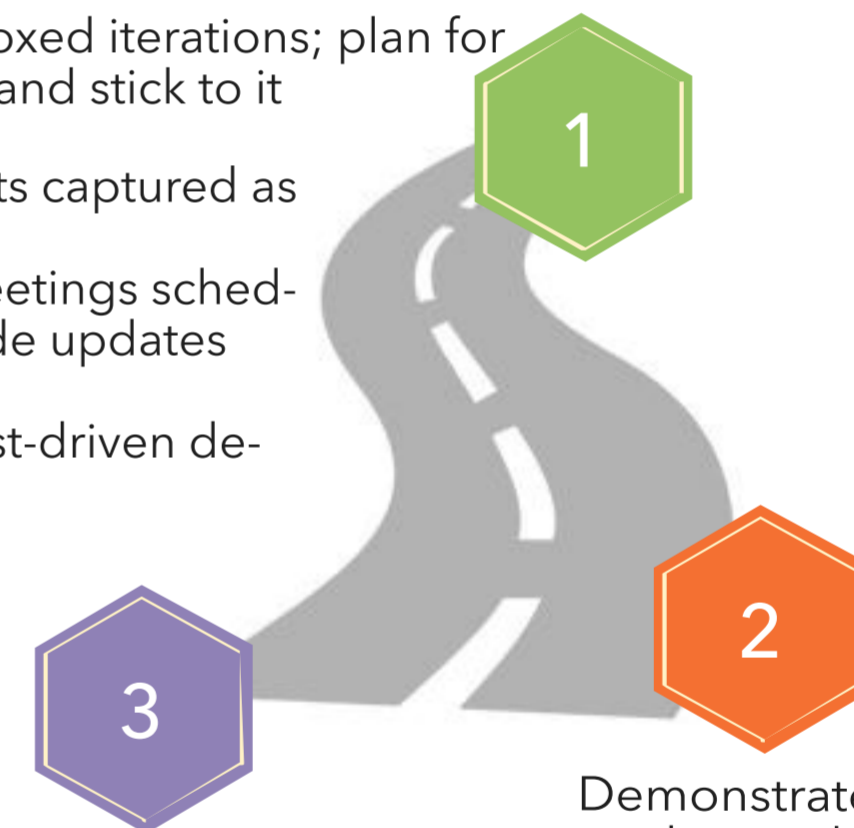 oxed iterations; plan for
and stick to it
1
ts captured as
eetings sched-
de updates
st-driven de-
2
3
Demonstrate